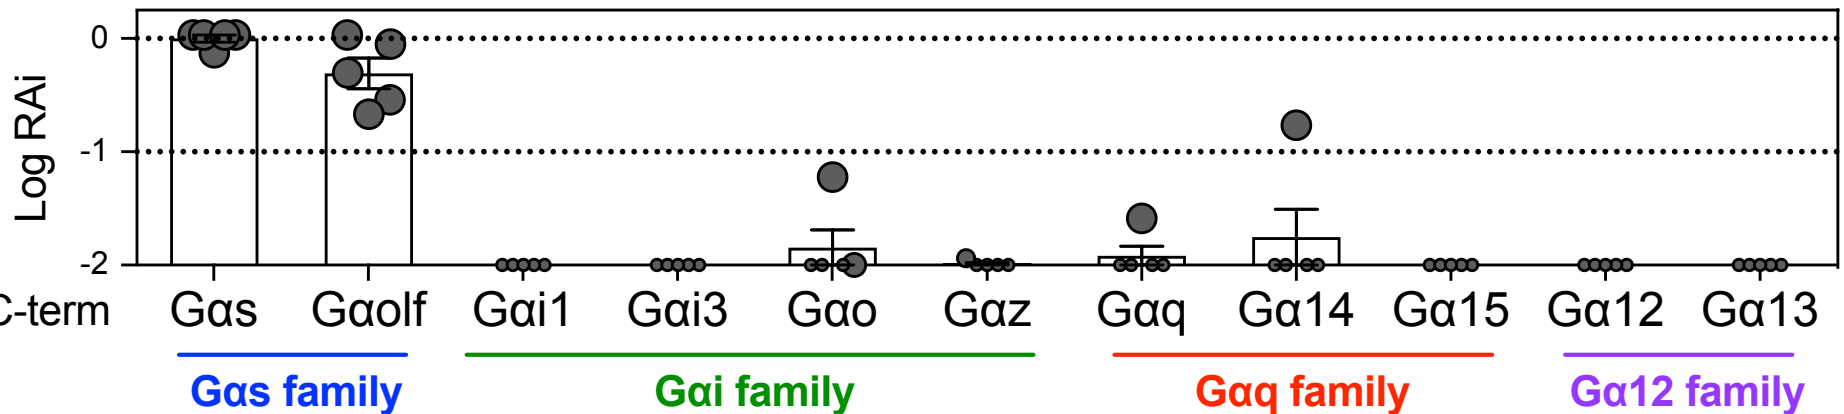 Log RAi
0
-1
-2
C-term Gαs Gαolf Gαi1 Gαi3 Gαo Gαz Gαq Gα14 Gα15 Gα12 Gα13
Gαs family Gαi family Gαq family Gα12 family